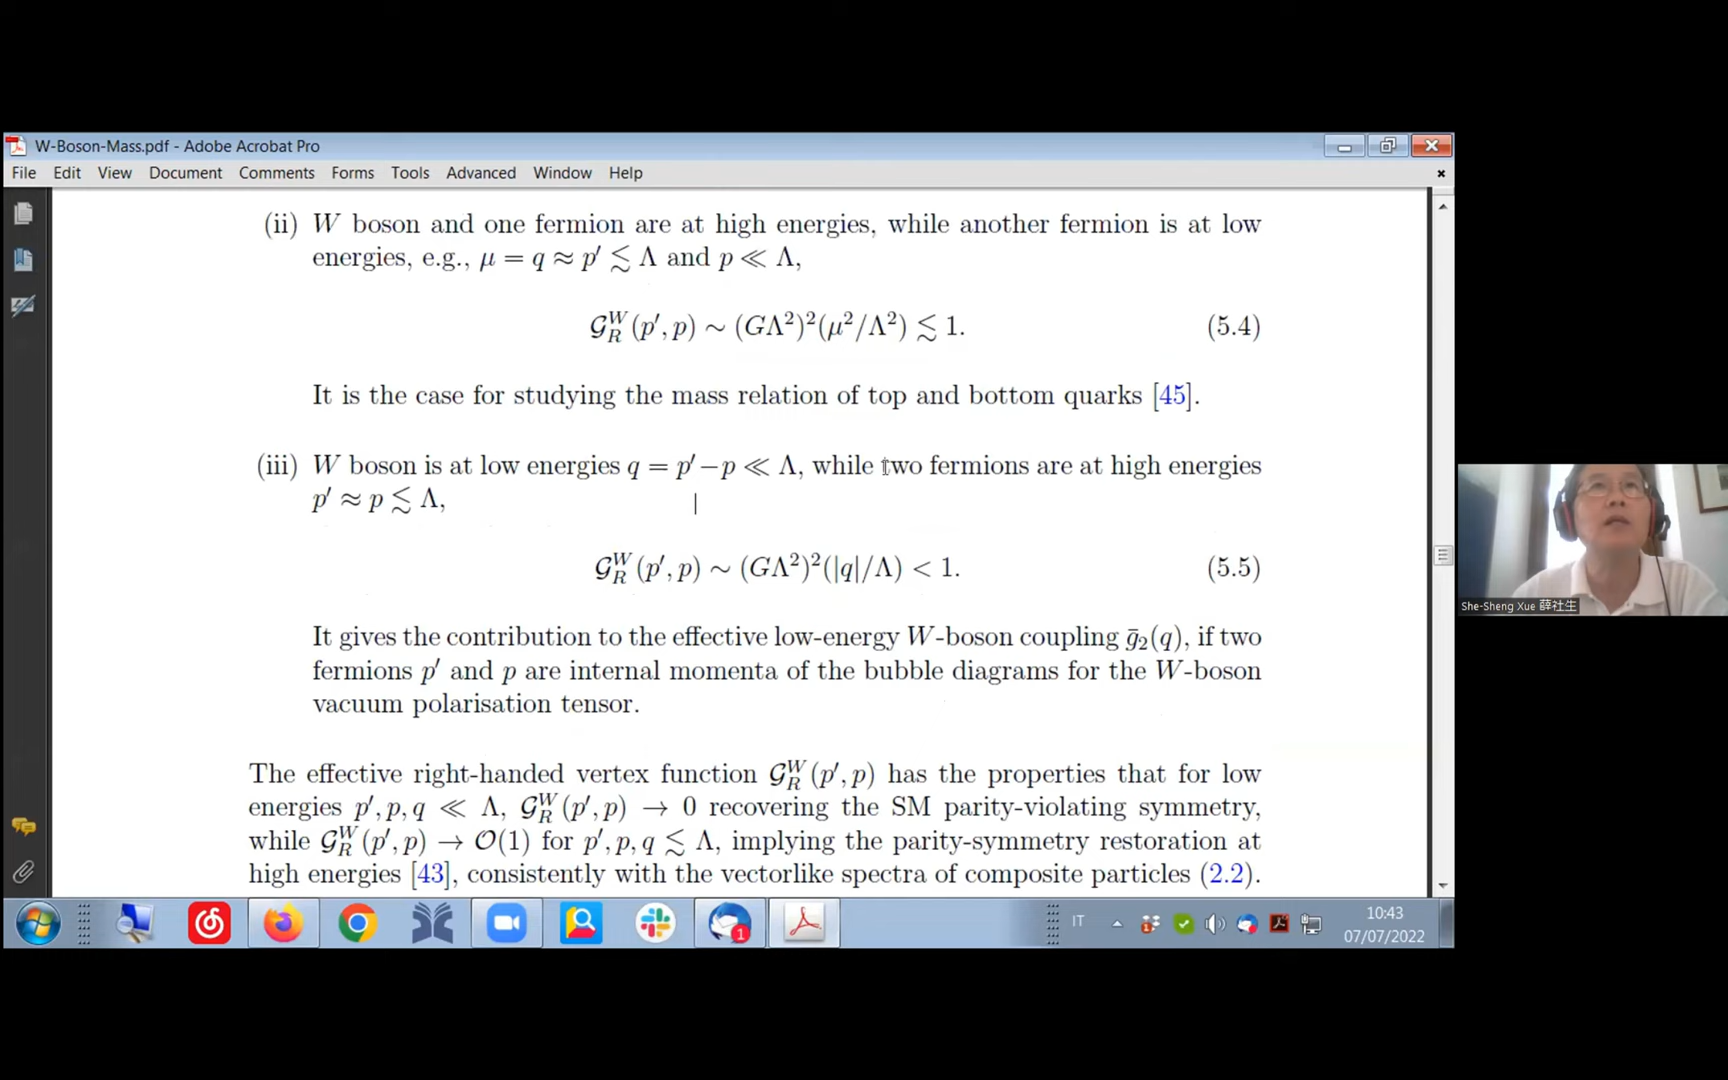 W-Boson-Mass.pdf - Adobe Acrobat Pro
File Edit View Document Comments Forms Tools Advanced Window Help
(ii) W boson and one fermion are at high energies, while another fermion is at low
energies, e.g., μ = q ≈ p′ ≲ Λ and p ≪ Λ,
𝒢_R^W(p′, p) ∼ (GΛ²)²(μ²/Λ²) ≲ 1. (5.4)
It is the case for studying the mass relation of top and bottom quarks [45].
(iii) W boson is at low energies q = p′−p ≪ Λ, while two fermions are at high energies
p′ ≈ p ≲ Λ,
𝒢_R^W(p′, p) ∼ (GΛ²)²(|q|/Λ) < 1. (5.5)
It gives the contribution to the effective low-energy W-boson coupling ḡ₂(q), if two
fermions p′ and p are internal momenta of the bubble diagrams for the W-boson
vacuum polarisation tensor.
The effective right-handed vertex function 𝒢_R^W(p′, p) has the properties that for low
energies p′, p, q ≪ Λ, 𝒢_R^W(p′, p) → 0 recovering the SM parity-violating symmetry,
while 𝒢_R^W(p′, p) → 𝒪(1) for p′, p, q ≲ Λ, implying the parity-symmetry restoration at
high energies [43], consistently with the vectorlike spectra of composite particles (2.2).
She-Sheng Xue 薛社生
1
IT
10:43
07/07/2022